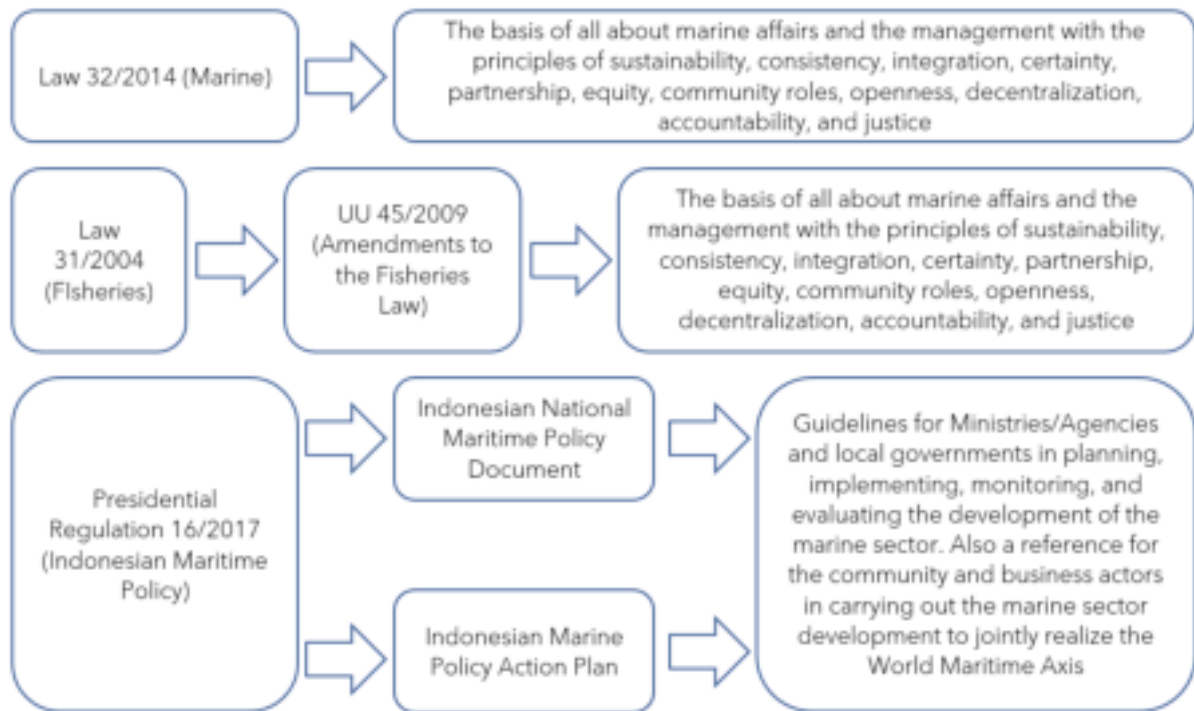 Law 32/2014 (Marine)
The basis of all about marine affairs and the management with the
principles of sustainability, consistency, integration, certainty,
partnership, equity, community roles, openness, decentralization,
accountability, and justice
Law
31/2004
(FIsheries)
UU 45/2009
(Amendments to
the Fisheries
Law)
The basis of all about marine affairs and the
management with the principles of sustainability,
consistency, integration, certainty, partnership,
equity, community roles, openness,
decentralization, accountability, and justice
Presidential
Regulation 16/2017
(Indonesian Maritime
Policy)
Indonesian National
Maritime Policy
Document
Indonesian Marine
Policy Action Plan
Guidelines for Ministries/Agencies
and local governments in planning,
implementing, monitoring, and
evaluating the development of the
marine sector. Also a reference for
the community and business actors
in carrying out the marine sector
development to jointly realize the
World Maritime Axis